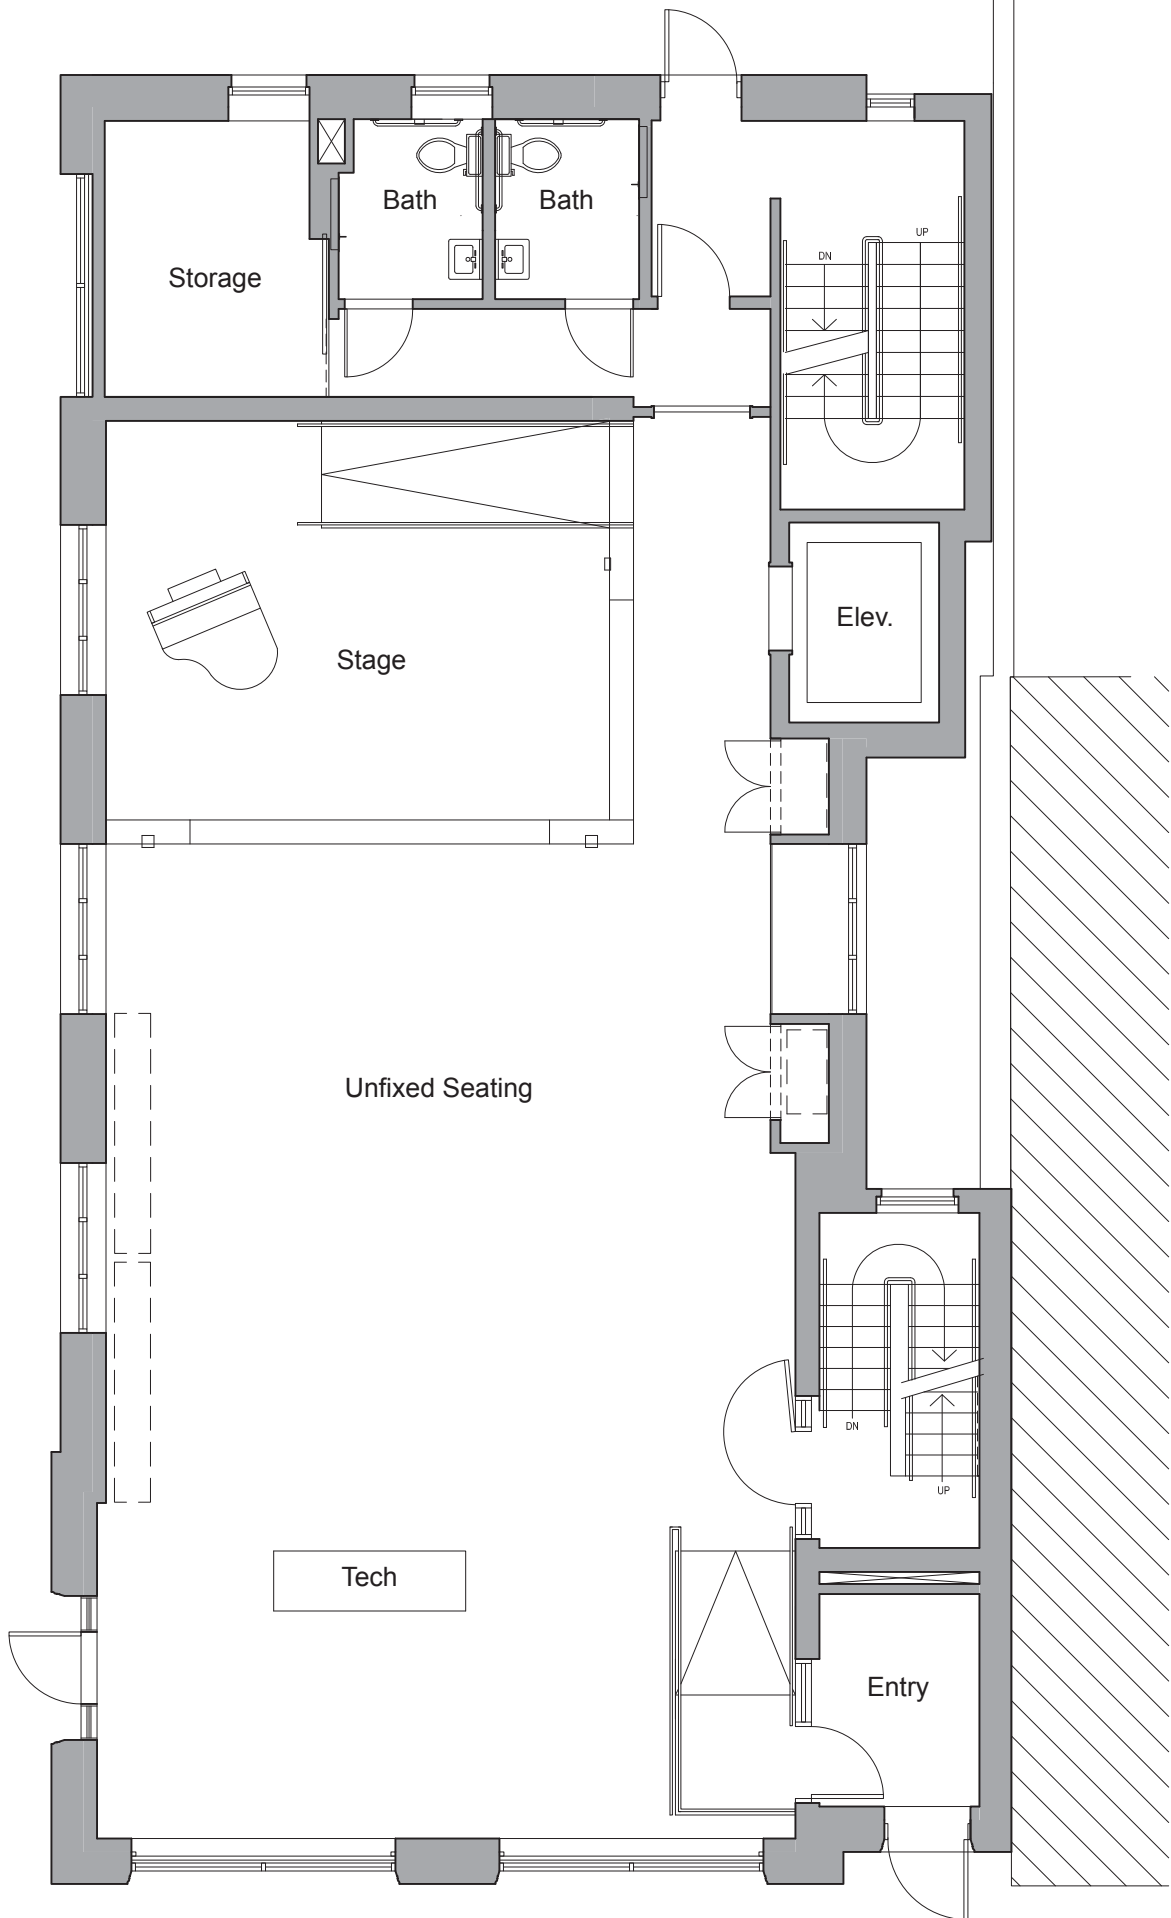 Bath
Bath
UP
DN
Storage
Elev.
Stage
Unfixed Seating
DN
UP
Tech
Entry